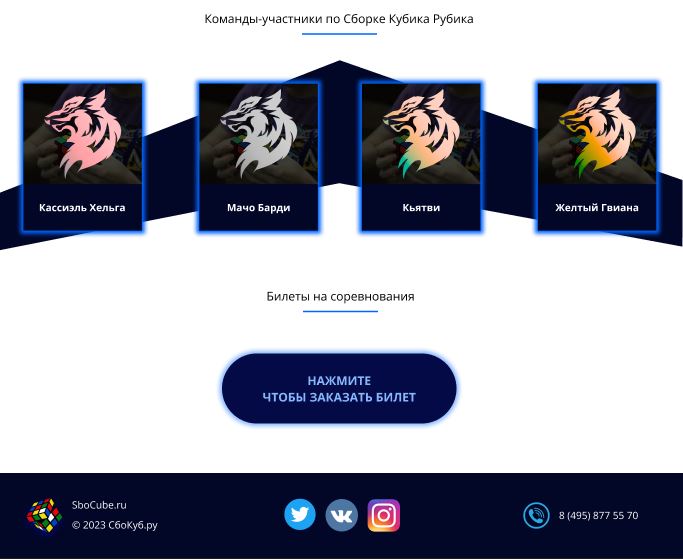 Команды-участники по Сборке Кубика Рубика
Кассиэль Хельга
Мачо Барди
Кьятви
Желтый Гвиана
Билеты на соревнования
НАЖМИТЕ
ЧТОБЫ ЗАКАЗАТЬ БИЛЕТ
SboCube.ru
© 2023 СбоКуб.ру
8 (495) 877 55 70